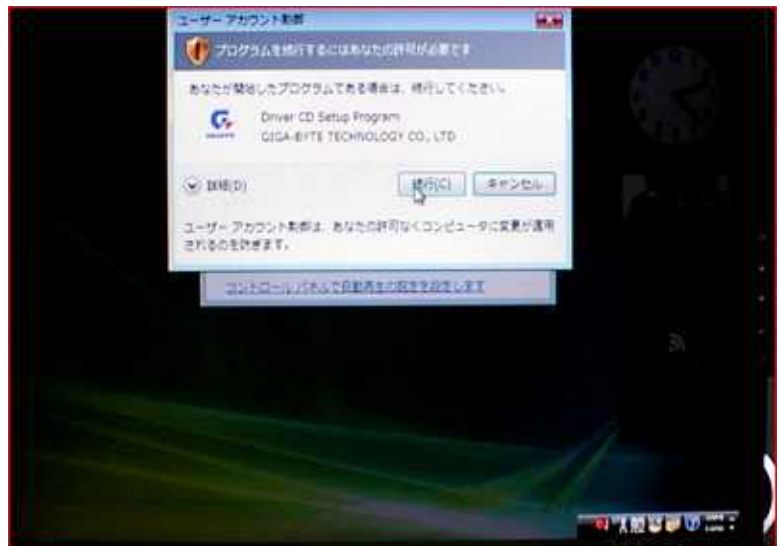 ユーザー アカウント制御
プログラムを続行するにはあなたの許可が必要です
あなたが開始したプログラムである場合は、続行してください。
Driver CD Setup Program
GIGA-BYTE TECHNOLOGY CO., LTD
詳細(D)
続行(C)
キャンセル
ユーザー アカウント制御は、あなたの許可なくコンピュータに変更が適用
されるのを防ぎます。
コントロール パネルで自動再生の設定を設定します